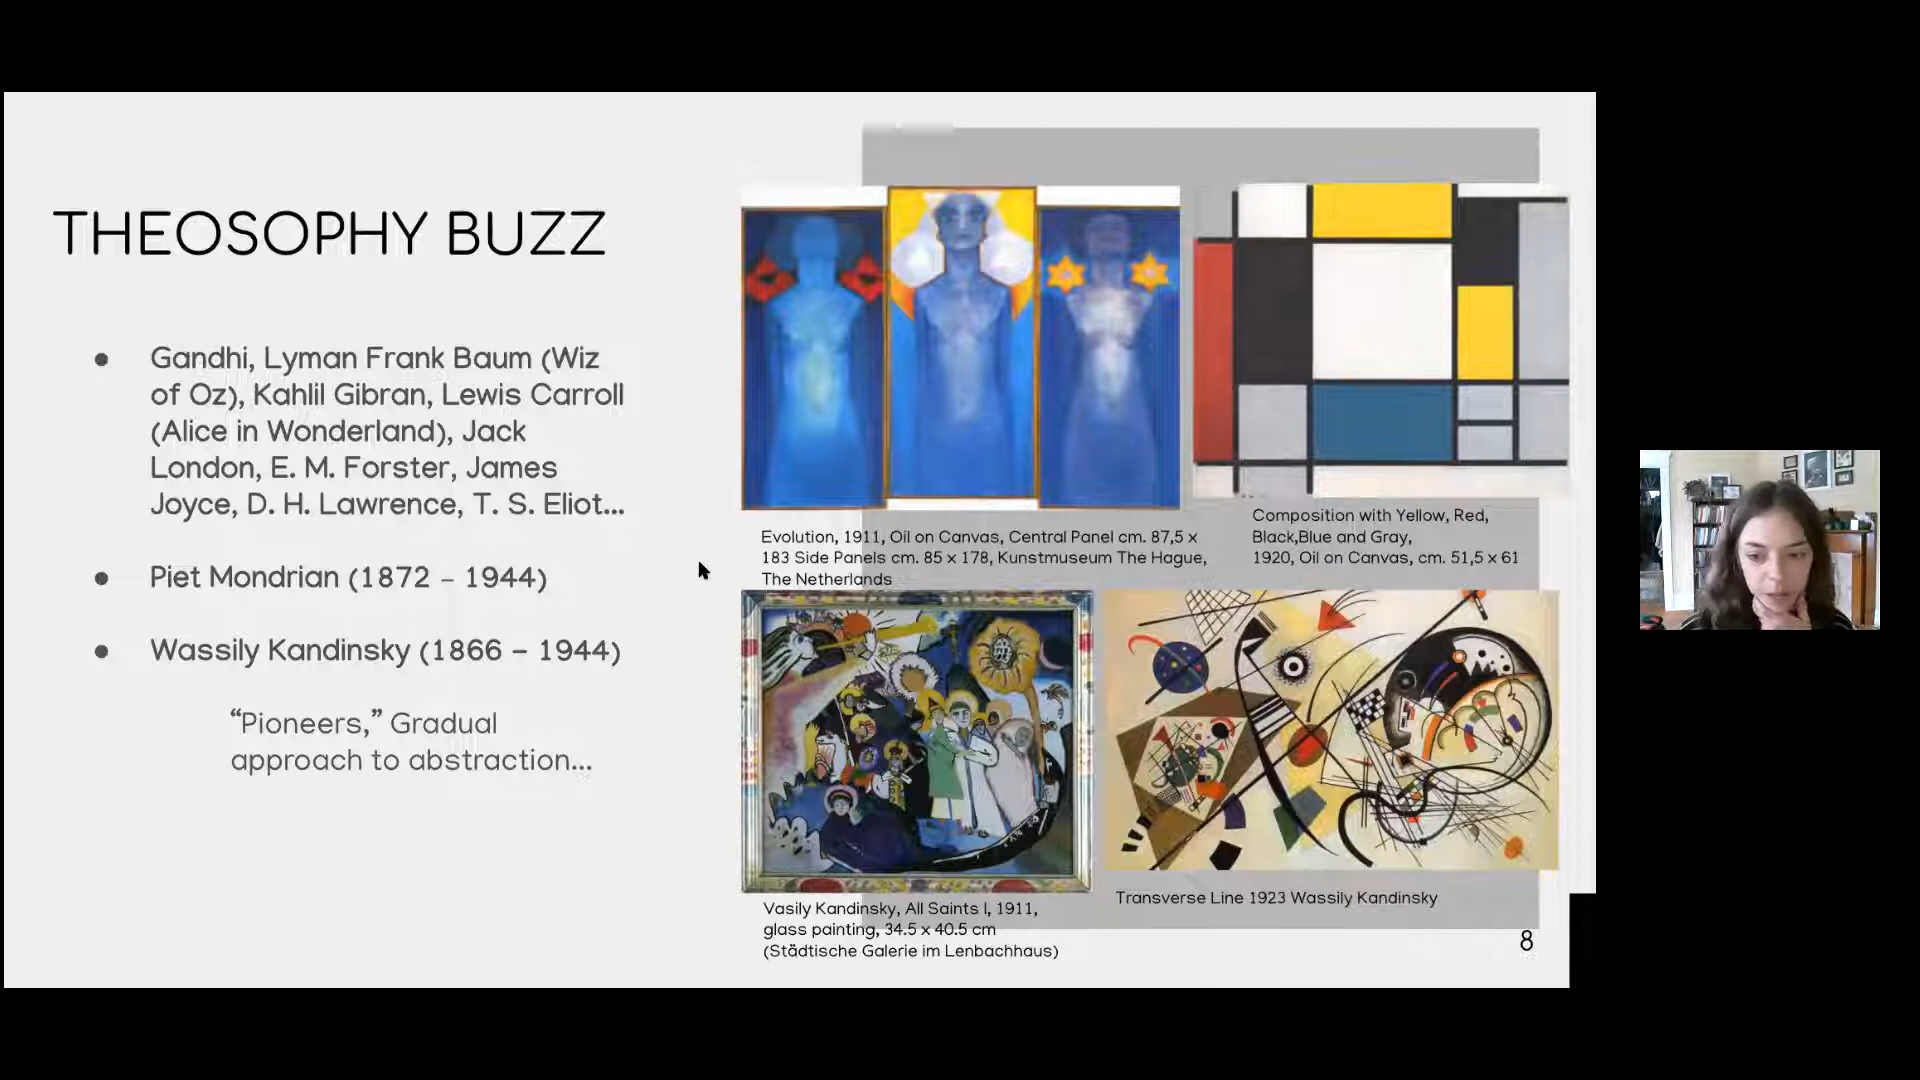 THEOSOPHY BUZZ
● Gandhi, Lyman Frank Baum (Wiz
of Oz), Kahlil Gibran, Lewis Carroll
(Alice in Wonderland), Jack
London, E. M. Forster, James
Joyce, D. H. Lawrence, T. S. Eliot...
● Piet Mondrian (1872 – 1944)
● Wassily Kandinsky (1866 – 1944)
“Pioneers,” Gradual
approach to abstraction...
Evolution, 1911, Oil on Canvas, Central Panel cm. 87,5 x
183 Side Panels cm. 85 x 178, Kunstmuseum The Hague,
The Netherlands
Composition with Yellow, Red,
Black,Blue and Gray,
1920, Oil on Canvas, cm. 51,5 x 61
Vasily Kandinsky, All Saints I, 1911,
glass painting, 34.5 x 40.5 cm
(Städtische Galerie im Lenbachhaus)
Transverse Line 1923 Wassily Kandinsky
8